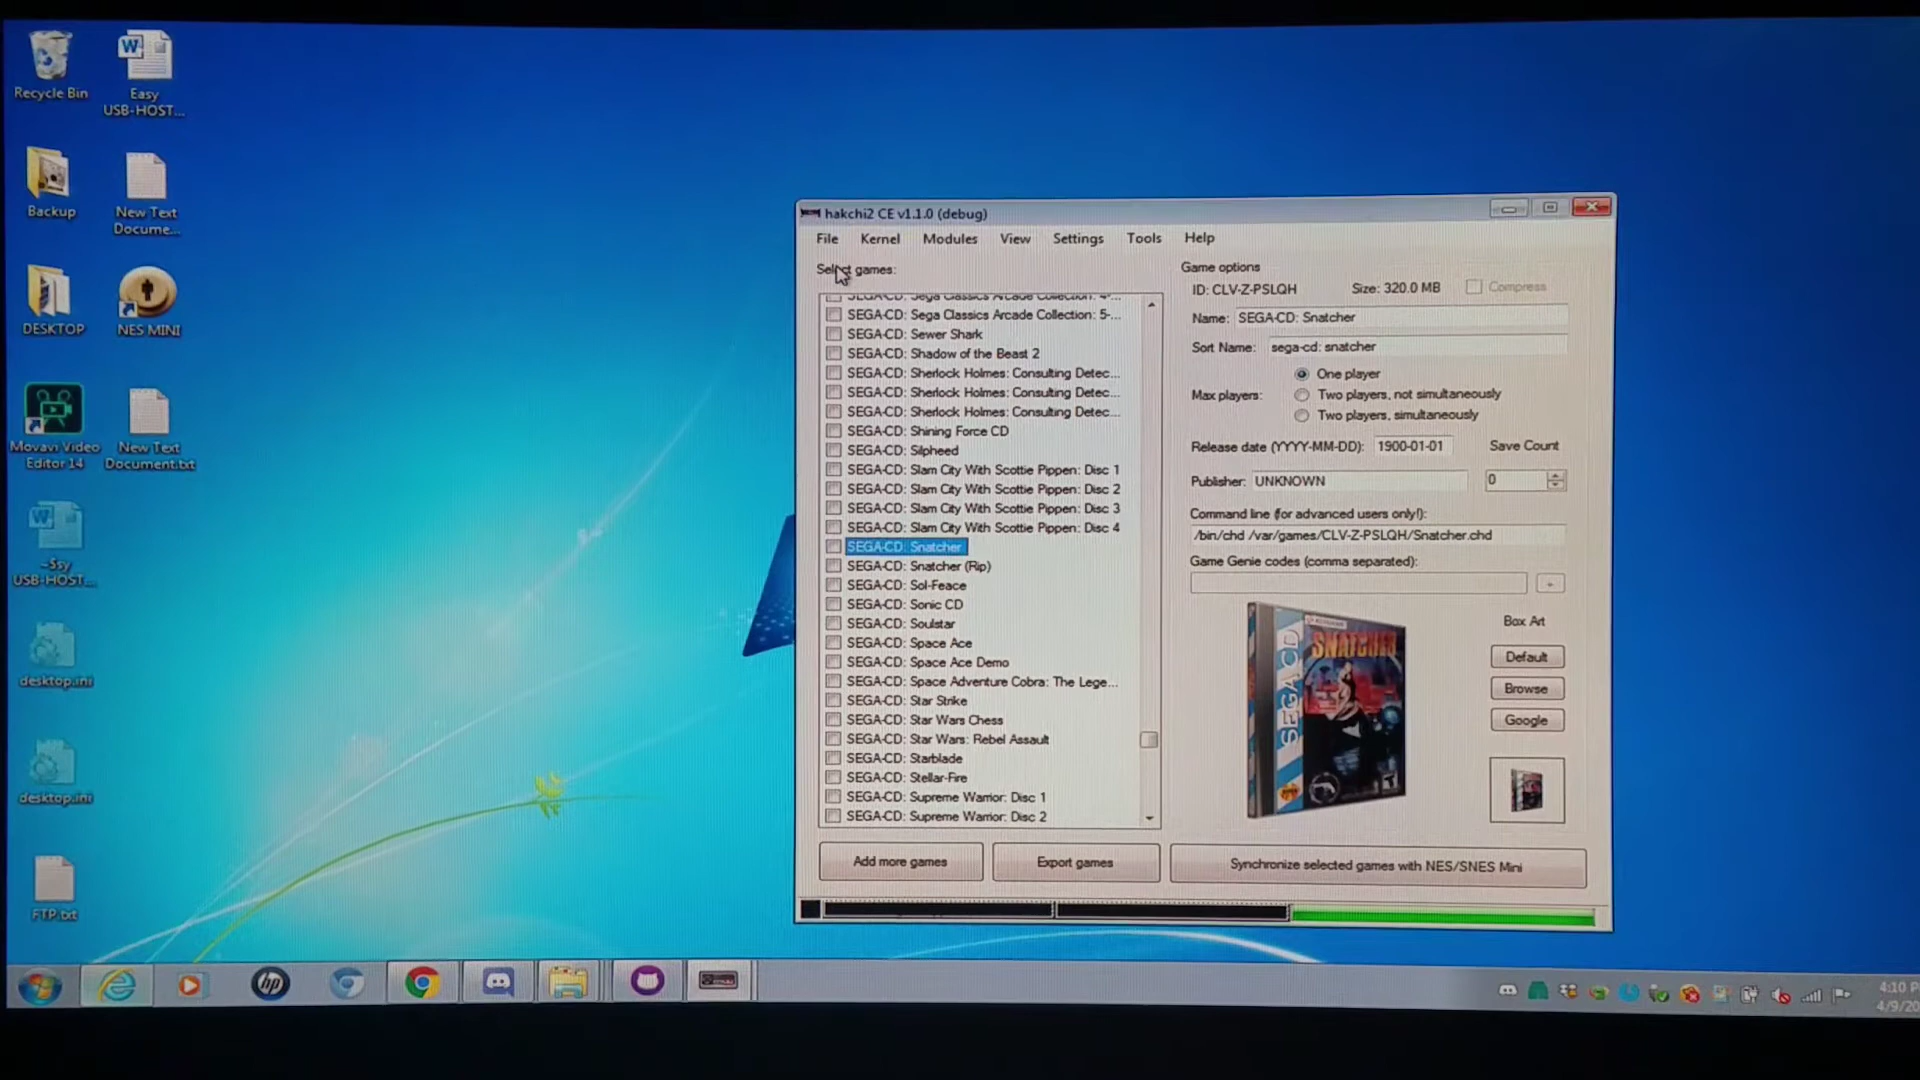 Recycle Bin
Easy
USB-HOST...
Backup
New Text
Docume...
DESKTOP
NES MINI
Movavi Video
Editor 14
New Text
Document.txt
~$sy
USB-HOST...
desktop.ini
desktop.ini
FTP.txt
hakchi2 CE v1.1.0 (debug)
File Kernel Modules View Settings Tools Help
Select games:
SEGA-CD: Sega Classics Arcade Collection: 4-...
SEGA-CD: Sega Classics Arcade Collection: 5-...
SEGA-CD: Sewer Shark
SEGA-CD: Shadow of the Beast 2
SEGA-CD: Sherlock Holmes: Consulting Detec...
SEGA-CD: Sherlock Holmes: Consulting Detec...
SEGA-CD: Sherlock Holmes: Consulting Detec...
SEGA-CD: Shining Force CD
SEGA-CD: Silpheed
SEGA-CD: Slam City With Scottie Pippen: Disc 1
SEGA-CD: Slam City With Scottie Pippen: Disc 2
SEGA-CD: Slam City With Scottie Pippen: Disc 3
SEGA-CD: Slam City With Scottie Pippen: Disc 4
SEGA-CD: Snatcher
SEGA-CD: Snatcher (Rip)
SEGA-CD: Sol-Feace
SEGA-CD: Sonic CD
SEGA-CD: Soulstar
SEGA-CD: Space Ace
SEGA-CD: Space Ace Demo
SEGA-CD: Space Adventure Cobra: The Lege...
SEGA-CD: Star Strike
SEGA-CD: Star Wars Chess
SEGA-CD: Star Wars: Rebel Assault
SEGA-CD: Starblade
SEGA-CD: Stellar-Fire
SEGA-CD: Supreme Warrior: Disc 1
SEGA-CD: Supreme Warrior: Disc 2
Add more games
Export games
Game options
ID: CLV-Z-PSLQH Size: 320.0 MB Compress
Name: SEGA-CD: Snatcher
Sort Name: sega-cd: snatcher
Max players:
One player
Two players, not simultaneously
Two players, simultaneously
Release date (YYYY-MM-DD): 1900-01-01 Save Count
Publisher: UNKNOWN 0
Command line (for advanced users only!):
/bin/chd /var/games/CLV-Z-PSLQH/Snatcher.chd
Game Genie codes (comma separated):
SNATCHER
SEGA CD
Box Art
Default
Browse
Google
Synchronize selected games with NES/SNES Mini
hp
4:10 P
4/9/20